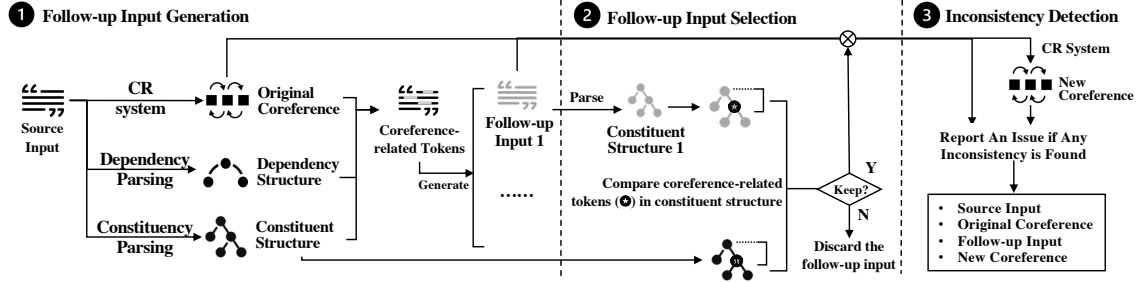 1 Follow-up Input Generation
Source
Input
CR
system
Original
Coreference
Dependency
Parsing
Dependency
Structure
Constituency
Parsing
Constituent
Structure
Coreference-
related Tokens
Generate
Follow-up
Input 1
......
2 Follow-up Input Selection
Parse
Constituent
Structure 1
Compare coreference-related
tokens (★) in constituent structure
Keep?
Y
N
Discard the
follow-up input
3 Inconsistency Detection
CR System
New
Coreference
Report An Issue if Any
Inconsistency is Found
• Source Input
• Original Coreference
• Follow-up Input
• New Coreference